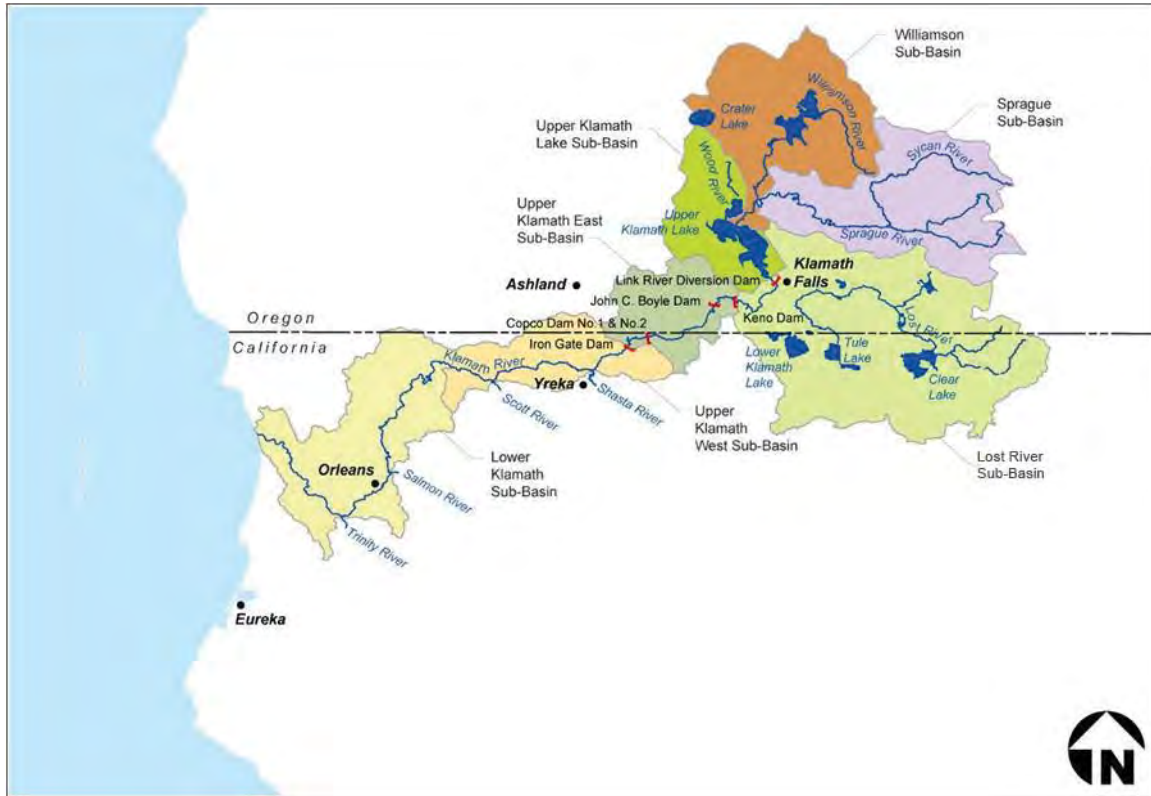 Williamson
Sub-Basin
Williamson River
Crater
Lake
Sprague
Sub-Basin
Upper Klamath
Lake Sub-Basin
Wood River
Sycan River
Upper
Klamath East
Sub-Basin
Upper
Klamath Lake
Sprague River
Klamath
Falls
Link River Diversion Dam
Ashland
John C. Boyle Dam
Keno Dam
Lost River
Copco Dam No.1 & No.2
Oregon
California
Iron Gate Dam
Lower
Klamath
Lake
Tule
Lake
Clear
Lake
Klamath River
Yreka
Shasta River
Scott River
Upper
Klamath
West Sub-Basin
Lost River
Sub-Basin
Lower
Klamath
Sub-Basin
Orleans
Salmon River
Trinity River
Eureka
N